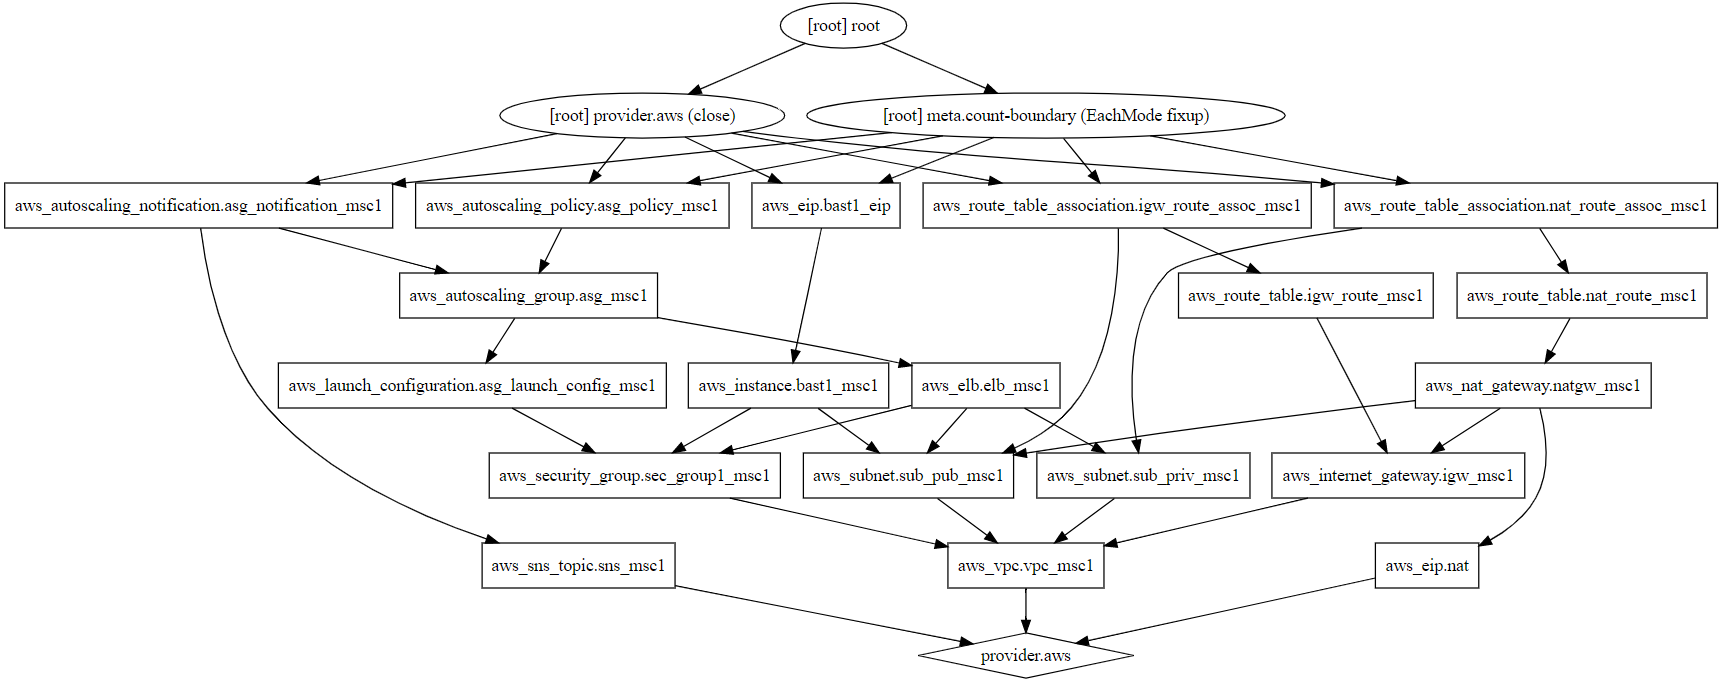 [root] root
[root] provider.aws (close)
[root] meta.count-boundary (EachMode fixup)
aws_autoscaling_notification.asg_notification_msc1
aws_autoscaling_policy.asg_policy_msc1
aws_eip.bast1_eip
aws_route_table_association.igw_route_assoc_msc1
aws_route_table_association.nat_route_assoc_msc1
aws_autoscaling_group.asg_msc1
aws_route_table.igw_route_msc1
aws_route_table.nat_route_msc1
aws_launch_configuration.asg_launch_config_msc1
aws_instance.bast1_msc1
aws_elb.elb_msc1
aws_nat_gateway.natgw_msc1
aws_security_group.sec_group1_msc1
aws_subnet.sub_pub_msc1
aws_subnet.sub_priv_msc1
aws_internet_gateway.igw_msc1
aws_sns_topic.sns_msc1
aws_vpc.vpc_msc1
aws_eip.nat
provider.aws